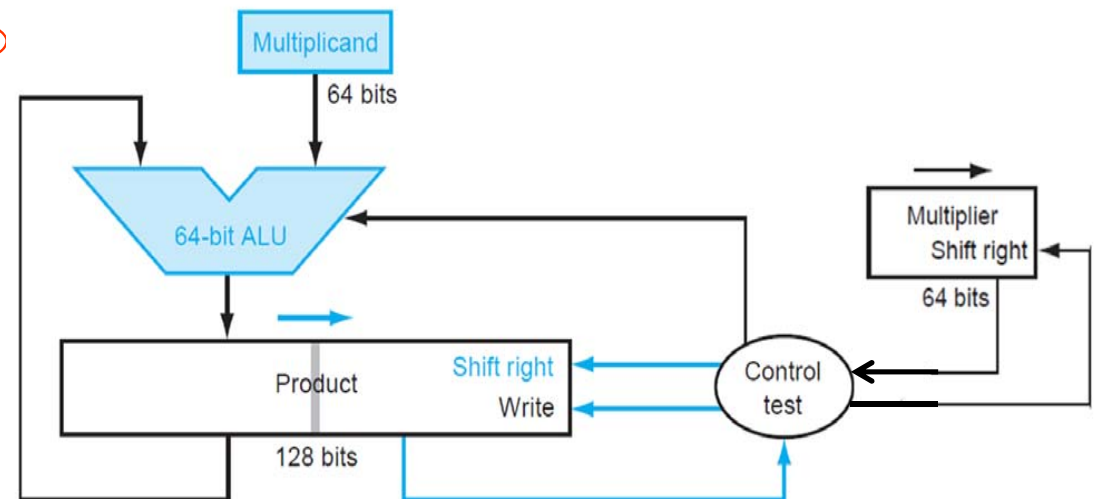 Multiplicand
64 bits
64-bit ALU
Multiplier
Shift right
64 bits
Product
Shift right
Write
128 bits
Control
test